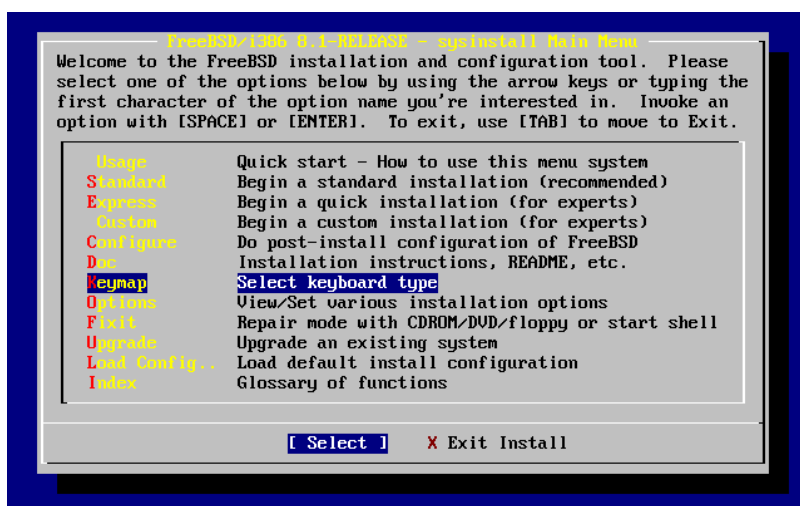 FreeBSD/i386 8.1-RELEASE - sysinstall Main Menu
Welcome to the FreeBSD installation and configuration tool.  Please
select one of the options below by using the arrow keys or typing the
first character of the option name you're interested in.  Invoke an
option with [SPACE] or [ENTER].  To exit, use [TAB] to move to Exit.
Usage Quick start - How to use this menu system
Standard Begin a standard installation (recommended)
Express Begin a quick installation (for experts)
Custom Begin a custom installation (for experts)
Configure Do post-install configuration of FreeBSD
Doc Installation instructions, README, etc.
Keymap Select keyboard type
Options View/Set various installation options
Fixit Repair mode with CDROM/DVD/floppy or start shell
Upgrade Upgrade an existing system
Load Config.. Load default install configuration
Index Glossary of functions
[ Select ] X Exit Install